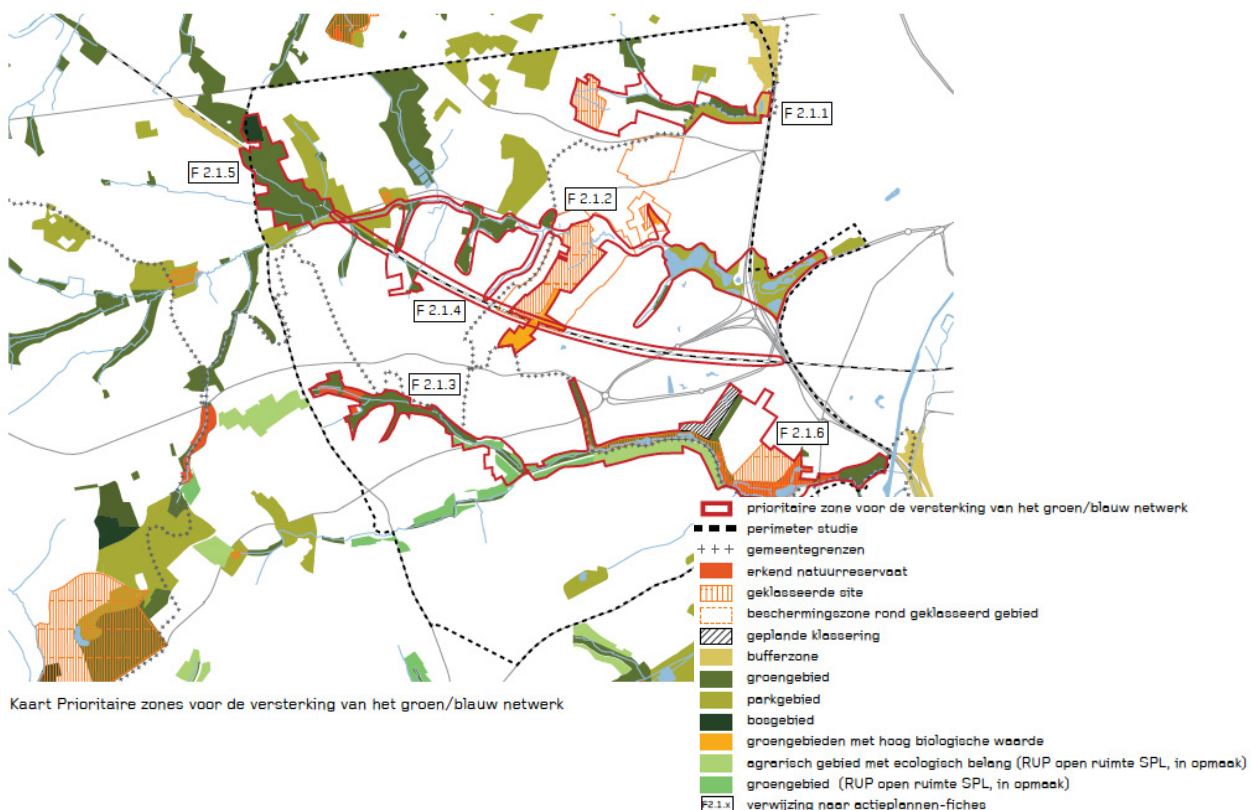 F 2.1.1
F 2.1.5
F 2.1.2
F 2.1.4
F 2.1.3
F 2.1.6
prioritaire zone voor de versterking van het groen/blauw netwerk
perimeter studie
gemeentegrenzen
erkend natuurreservaat
geklasseerde site
beschermingszone rond geklasseerd gebied
geplande klassering
bufferzone
groengebied
parkgebied
bosgebied
groengebieden met hoog biologische waarde
agrarisch gebied met ecologisch belang (RUP open ruimte SPL, in opmaak)
groengebied (RUP open ruimte SPL, in opmaak)
F2.1.x verwijzing naar actieplannen-fiches
Kaart Prioritaire zones voor de versterking van het groen/blauw netwerk